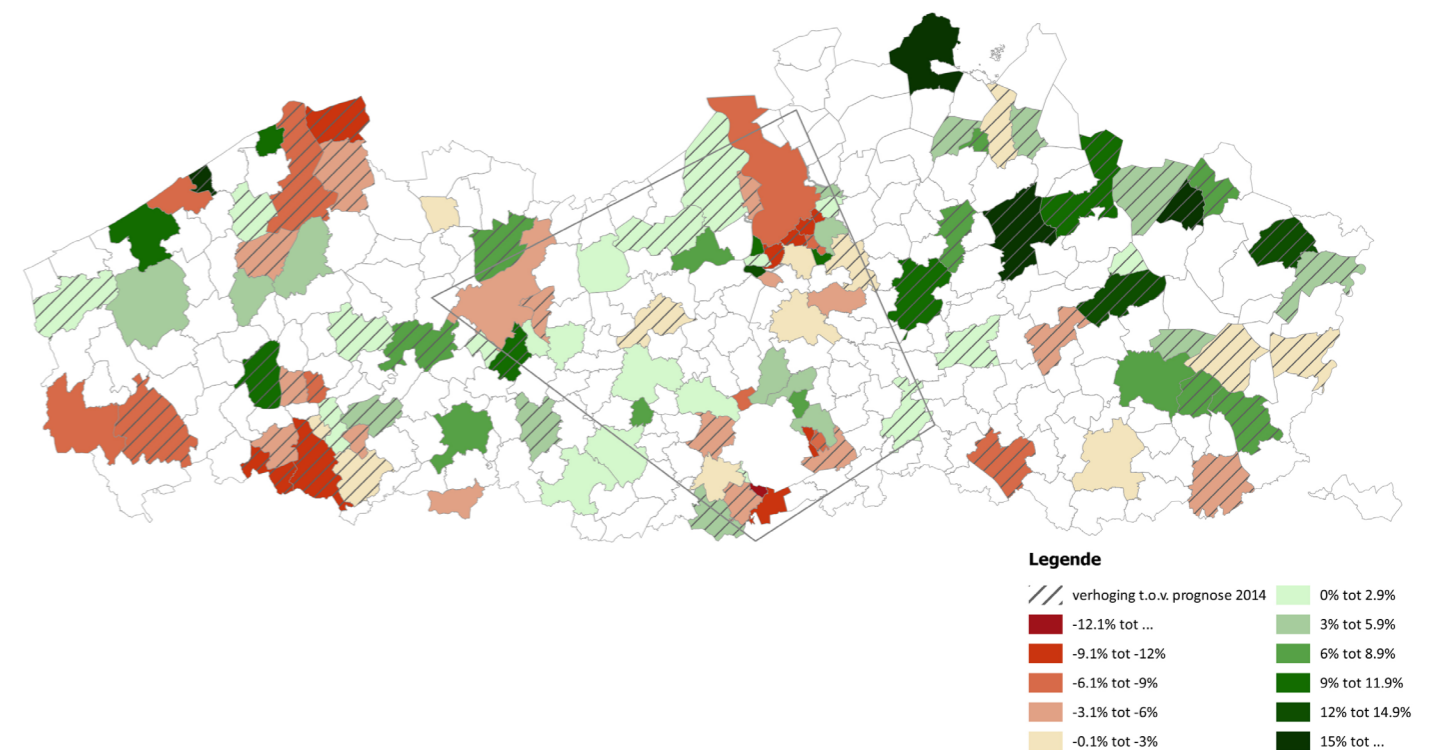 Legende
verhoging t.o.v. prognose 2014
-12.1% tot ...
-9.1% tot -12%
-6.1% tot -9%
-3.1% tot -6%
-0.1% tot -3%
0% tot 2.9%
3% tot 5.9%
6% tot 8.9%
9% tot 11.9%
12% tot 14.9%
15% tot ...